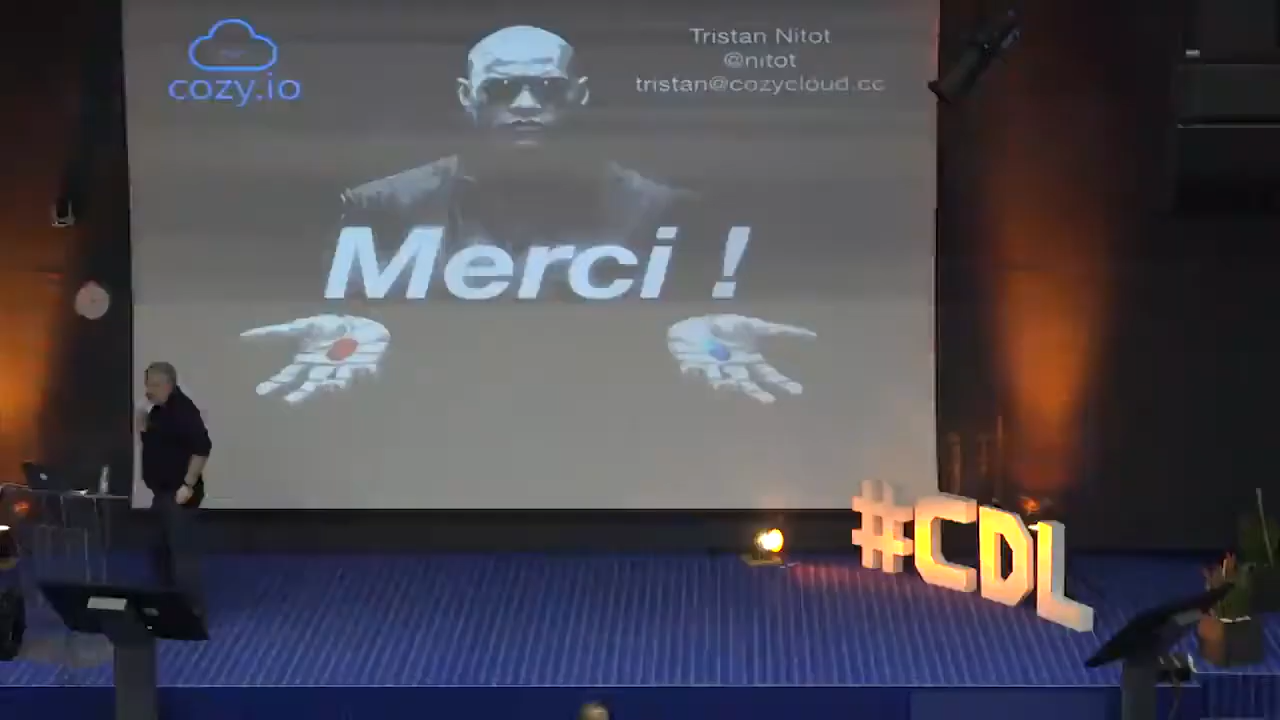 cozy.io
Tristan Nitot
@nitot
tristan@cozycloud.cc
Merci !
#CDL